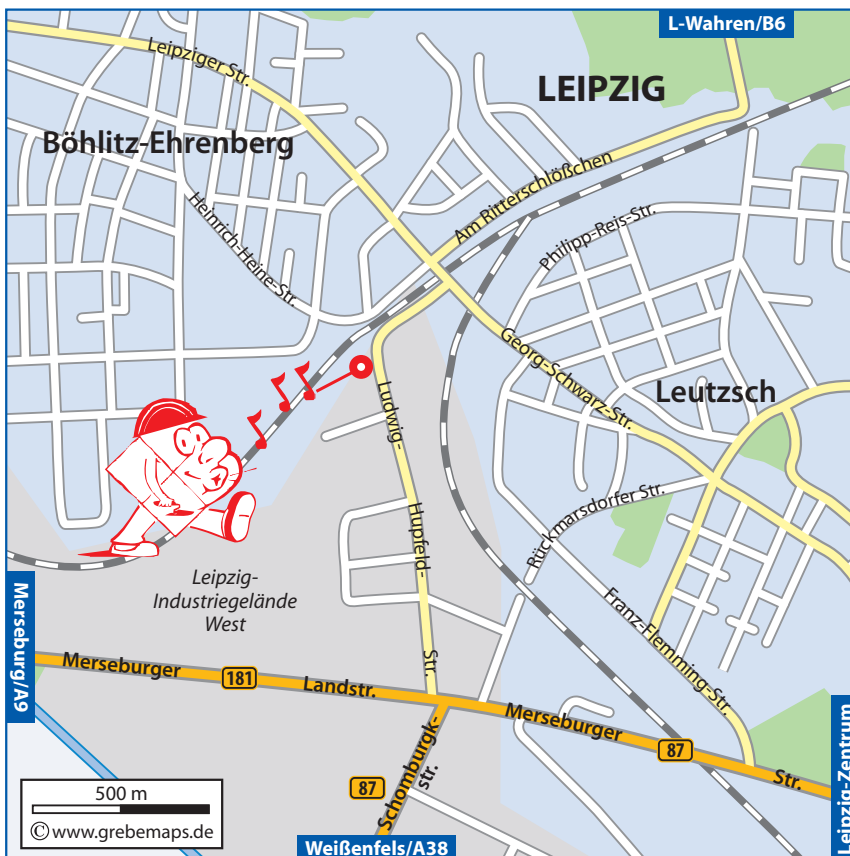 L-Wahren/B6
Leipziger Str.
LEIPZIG
Böhlitz-Ehrenberg
Am Ritterschlößchen
Heinrich-Heine-Str.
Philipp-Reis-Str.
Georg-Schwarz-Str.
Leutzsch
Ludwig-
Hupfeld-
Str.
Rückmarsdorfer Str.
Franz-Flemming-Str.
Leipzig-
Industriegelände
West
Merseburg/A9
Merseburger
181
Landstr.
Merseburger
87
Str.
Leipzig-Zentrum
87
Schomburgk-
str.
500 m
© www.grebemaps.de
Weißenfels/A38